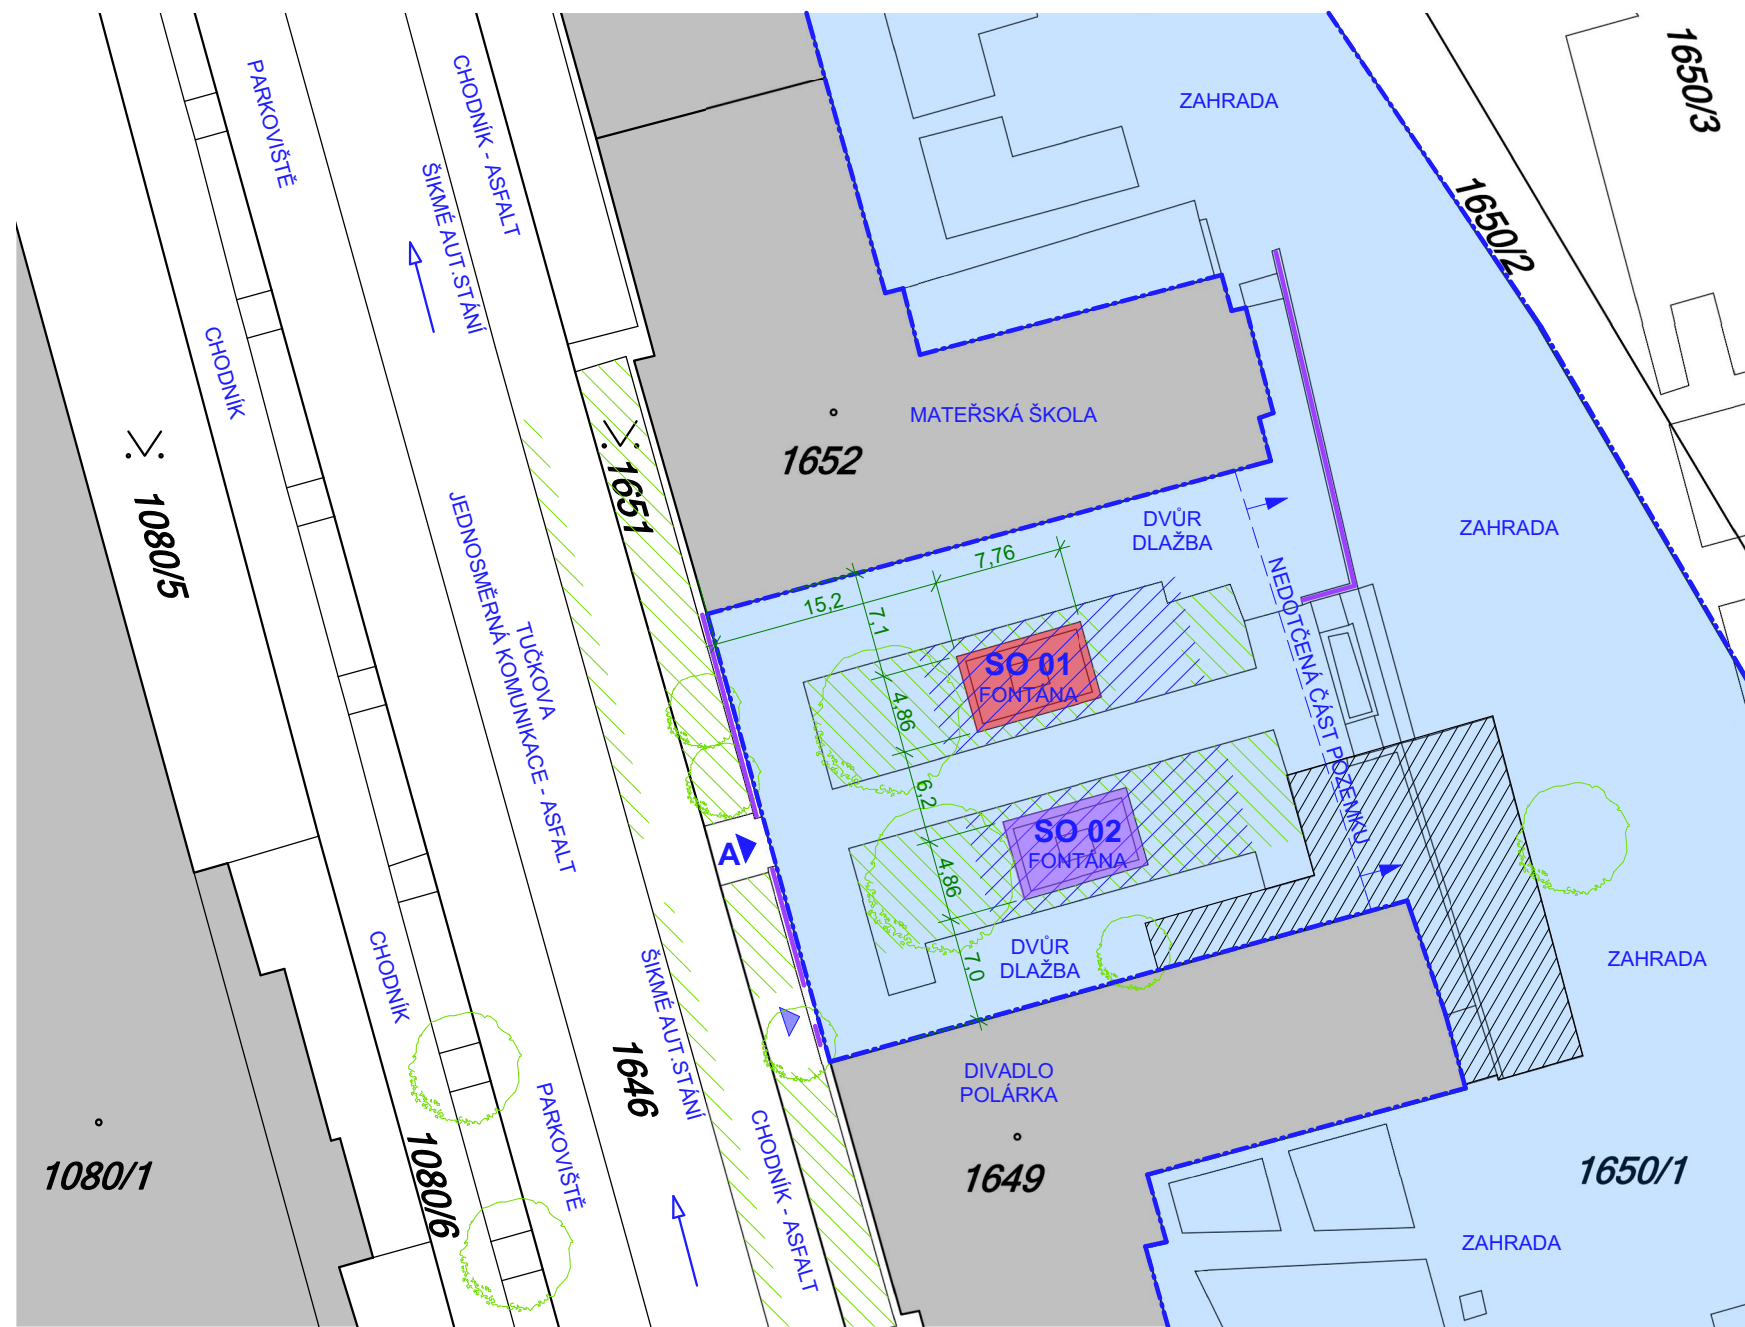 PARKOVIŠTĚ
CHODNÍK - ASFALT
ZAHRADA
1650/3
ŠIKMÉ AUT.STÁNÍ
1650/2
CHODNÍK
MATEŘSKÁ ŠKOLA
1652
1651
1080/5
DVŮR
DLAŽBA
ZAHRADA
7,76
15,2
7,1
NEDOTČENÁ ČÁST POZEMKU
TUČKOVA
JEDNOSMĚRNÁ KOMUNIKACE - ASFALT
SO 01
FONTÁNA
4,86
6,2
SO 02
FONTÁNA
A
4,86
DVŮR
DLAŽBA
7,0
ZAHRADA
CHODNÍK
ŠIKMÉ AUT.STÁNÍ
1646
DIVADLO
POLÁRKA
1080/1
1080/6
PARKOVIŠTĚ
CHODNÍK - ASFALT
1649
1650/1
ZAHRADA